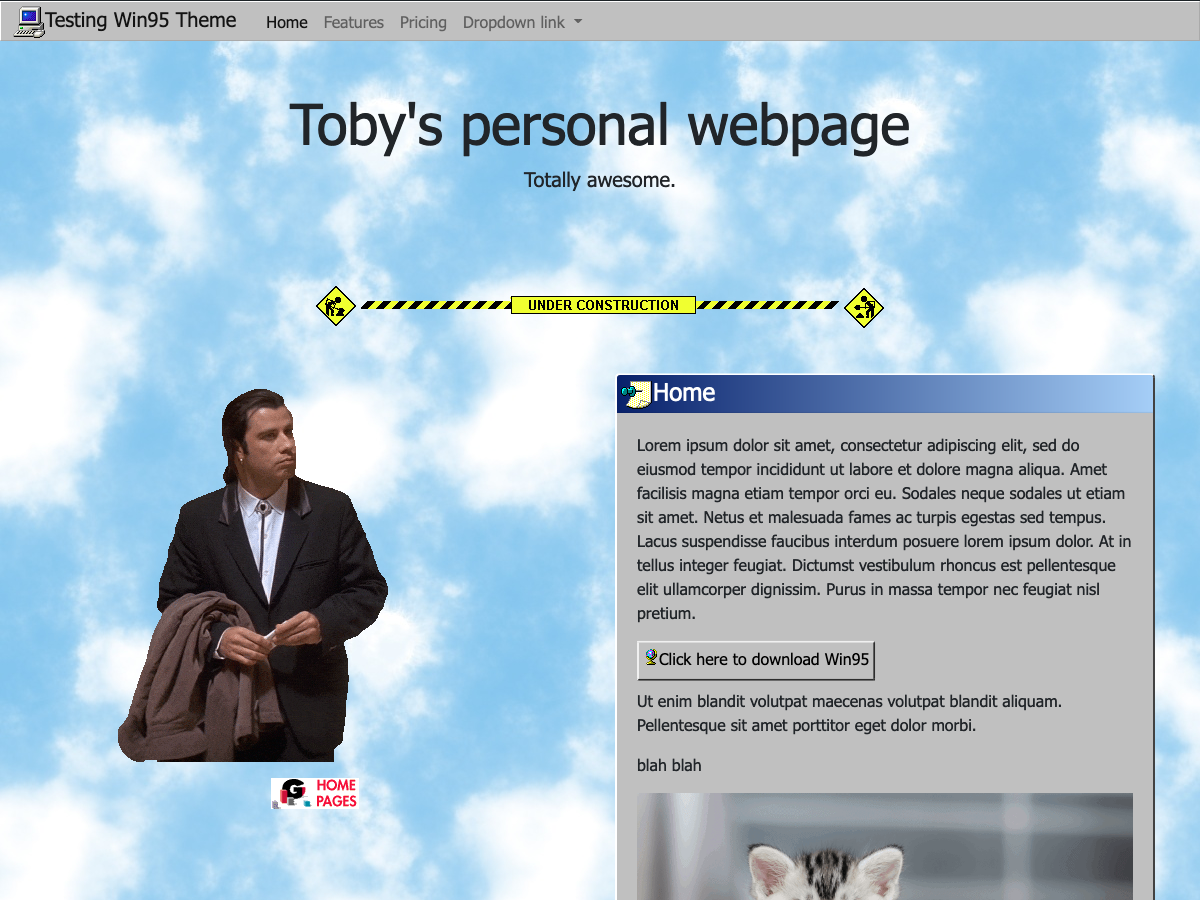 Testing Win95 Theme Home Features Pricing Dropdown link
Toby's personal webpage
Totally awesome.
UNDER CONSTRUCTION
Home
Lorem ipsum dolor sit amet, consectetur adipiscing elit, sed do
eiusmod tempor incididunt ut labore et dolore magna aliqua. Amet
facilisis magna etiam tempor orci eu. Sodales neque sodales ut etiam
sit amet. Netus et malesuada fames ac turpis egestas sed tempus.
Lacus suspendisse faucibus interdum posuere lorem ipsum dolor. At in
tellus integer feugiat. Dictumst vestibulum rhoncus est pellentesque
elit ullamcorper dignissim. Purus in massa tempor nec feugiat nisl
pretium.
Click here to download Win95
Ut enim blandit volutpat maecenas volutpat blandit aliquam.
Pellentesque sit amet porttitor eget dolor morbi.
blah blah
G HOME
PAGES